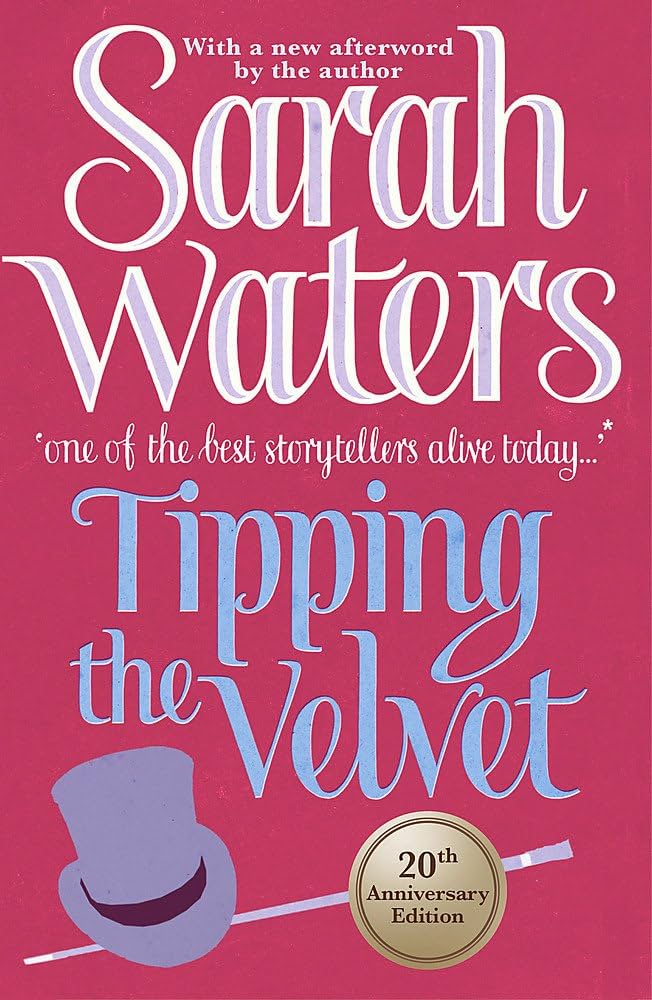 With a new afterword
by the author
Sarah
Waters
‘one of the best storytellers alive today...’*
Tipping
the Velvet
20th
Anniversary
Edition